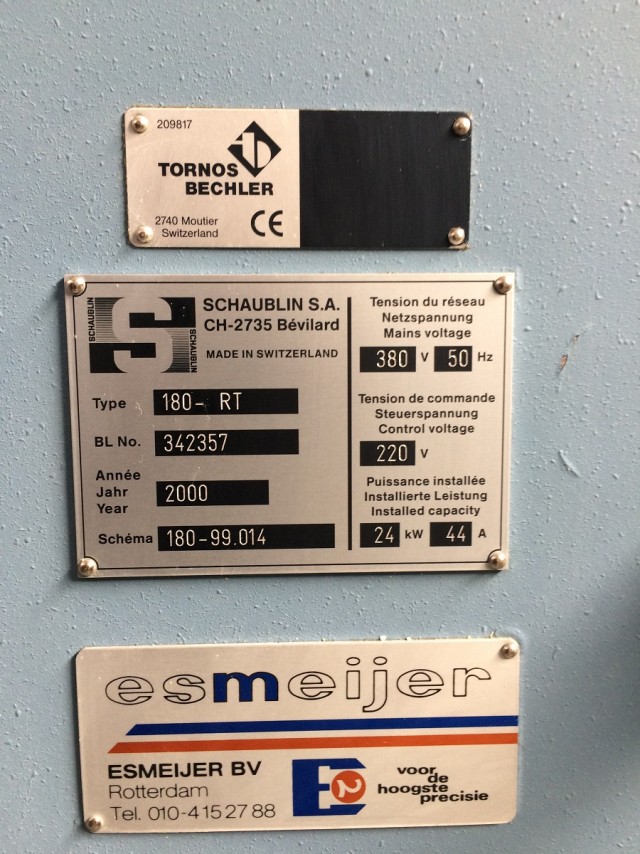 209817
TORNOS
BECHLER
2740 Moutier
Switzerland
CE
SCHAUBLIN
S
SCHAUBLIN
SCHAUBLIN S.A.
CH-2735 Bévilard
MADE IN SWITZERLAND
Type 180- RT
BL No. 342357
Année
Jahr
Year
2000
Schéma 180-99.014
Tension du réseau
Netzspannung
Mains voltage
380 V 50 Hz
Tension de commande
Steuerspannung
Control voltage
220 V
Puissance installée
Installierte Leistung
Installed capacity
24 kW 44 A
esmeijer
ESMEIJER BV
Rotterdam
Tel. 010-4152788
E2
voor
de
hoogste
precisie